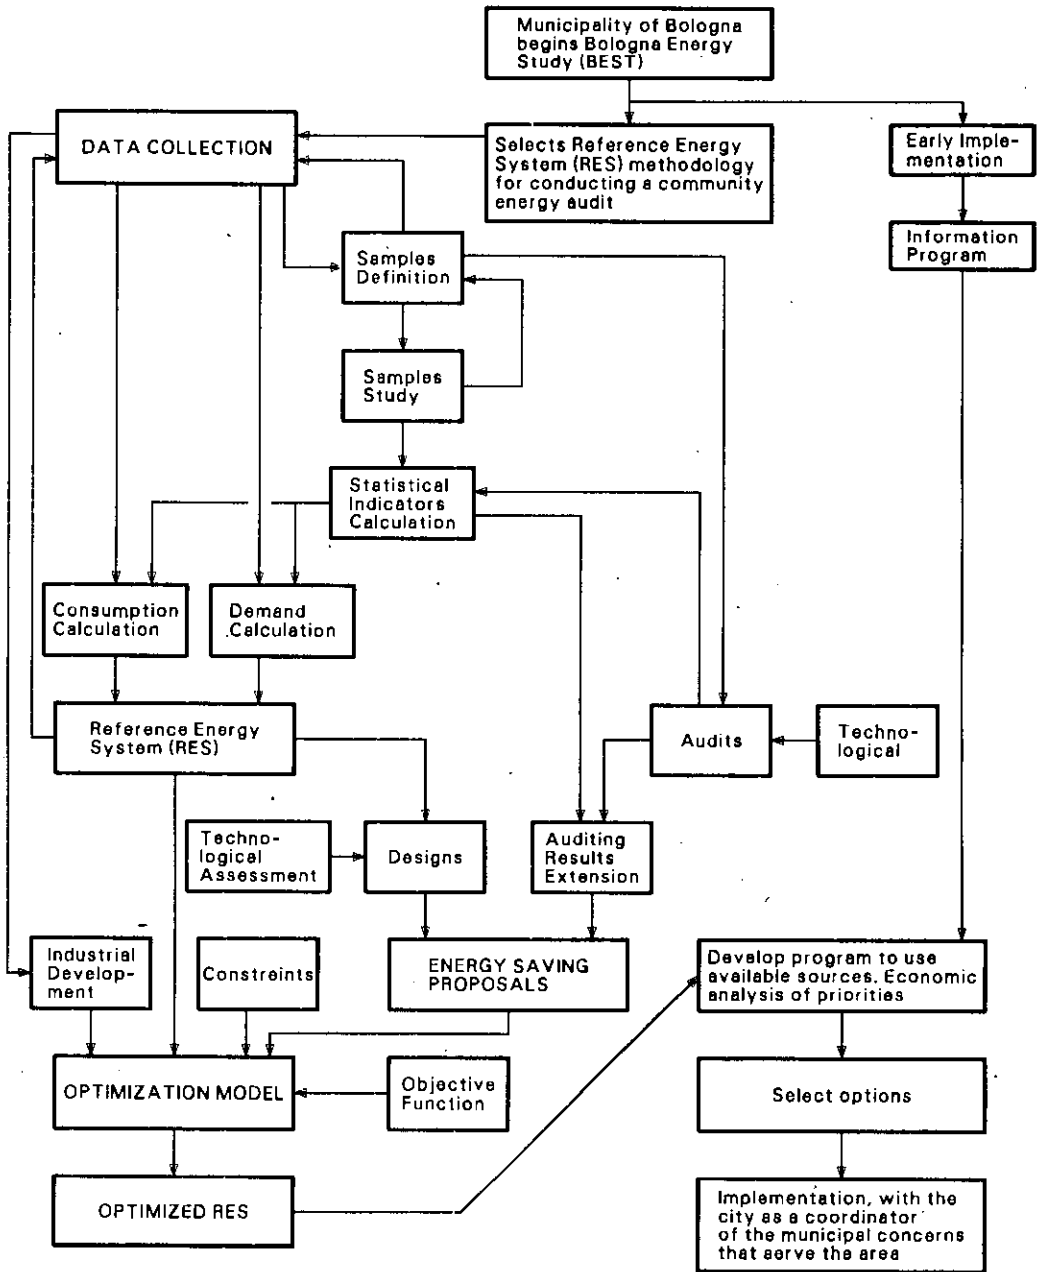 Municipality of Bologna
begins Bologna Energy
Study (BEST)
DATA COLLECTION
Selects Reference Energy
System (RES) methodology
for conducting a community
energy audit
Early Imple-
mentation
Information
Program
Samples
Definition
Samples
Study
Statistical
Indicators
Calculation
Consumption
Calculation
Demand
Calculation
Reference Energy
System (RES)
Audits
Techno-
logical
Techno-
logical
Assessment
Designs
Auditing
Results
Extension
Industrial
Develop-
ment
Constreints
ENERGY SAVING
PROPOSALS
Develop program to use
available sources. Economic
analysis of priorities
OPTIMIZATION MODEL
Objective
Function
Select options
OPTIMIZED RES
Implementation, with the
city as a coordinator
of the municipal concerns
that serve the area